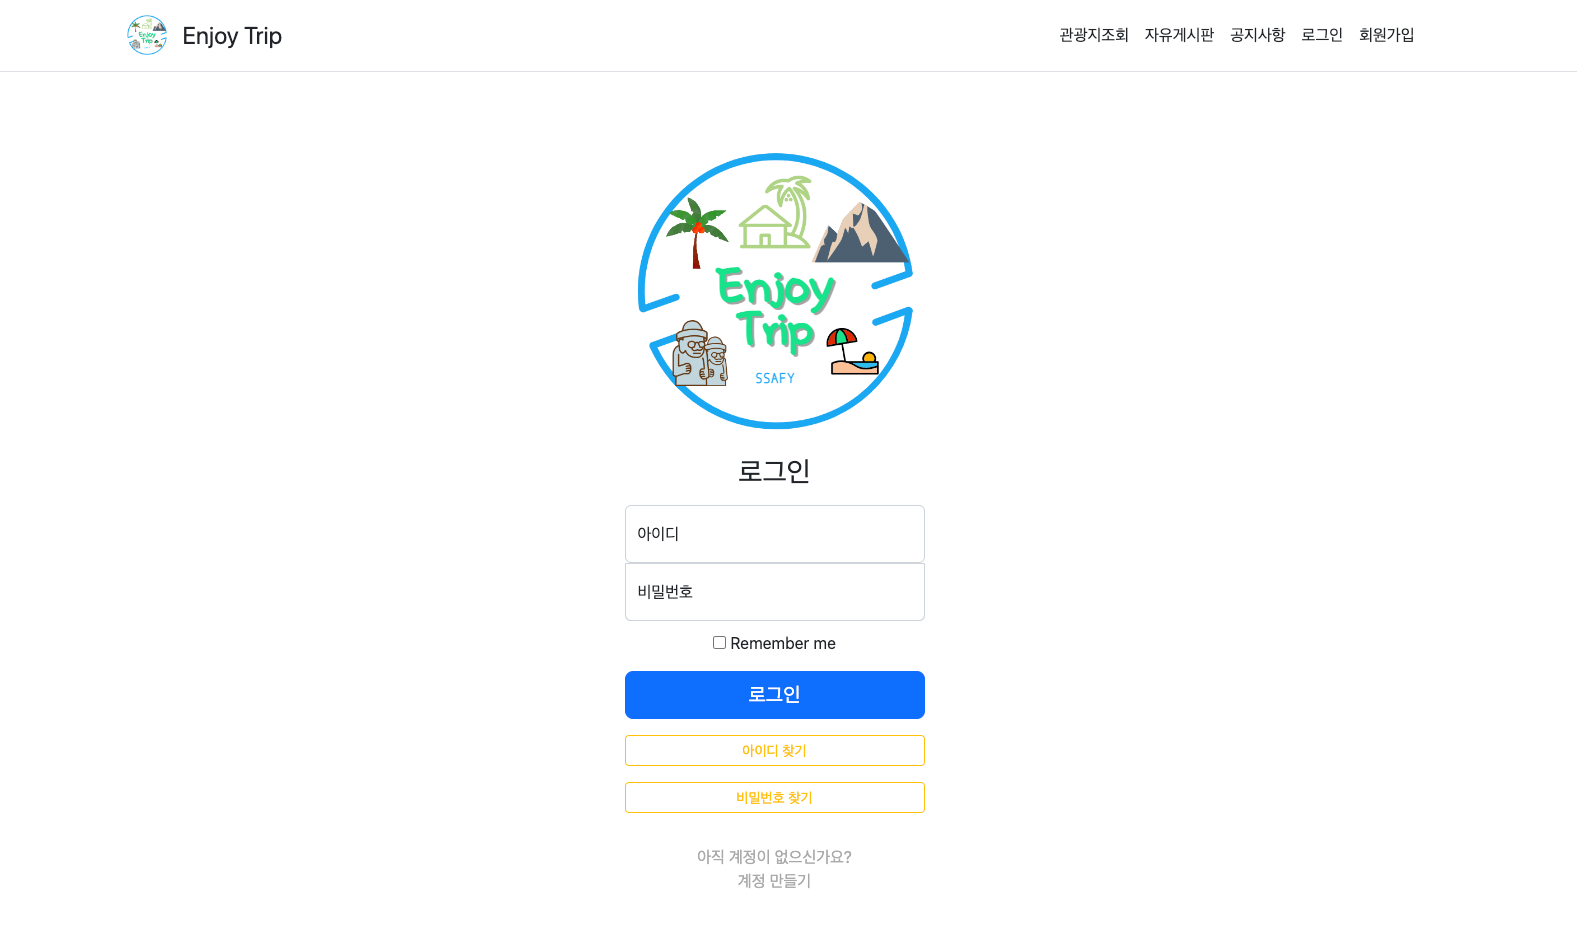 Enjoy Trip
관광지조회 자유게시판 공지사항 로그인 회원가입
Enjoy
Trip
SSAFY
로그인
아이디
비밀번호
Remember me
로그인
아이디 찾기
비밀번호 찾기
아직 계정이 없으신가요?
계정 만들기